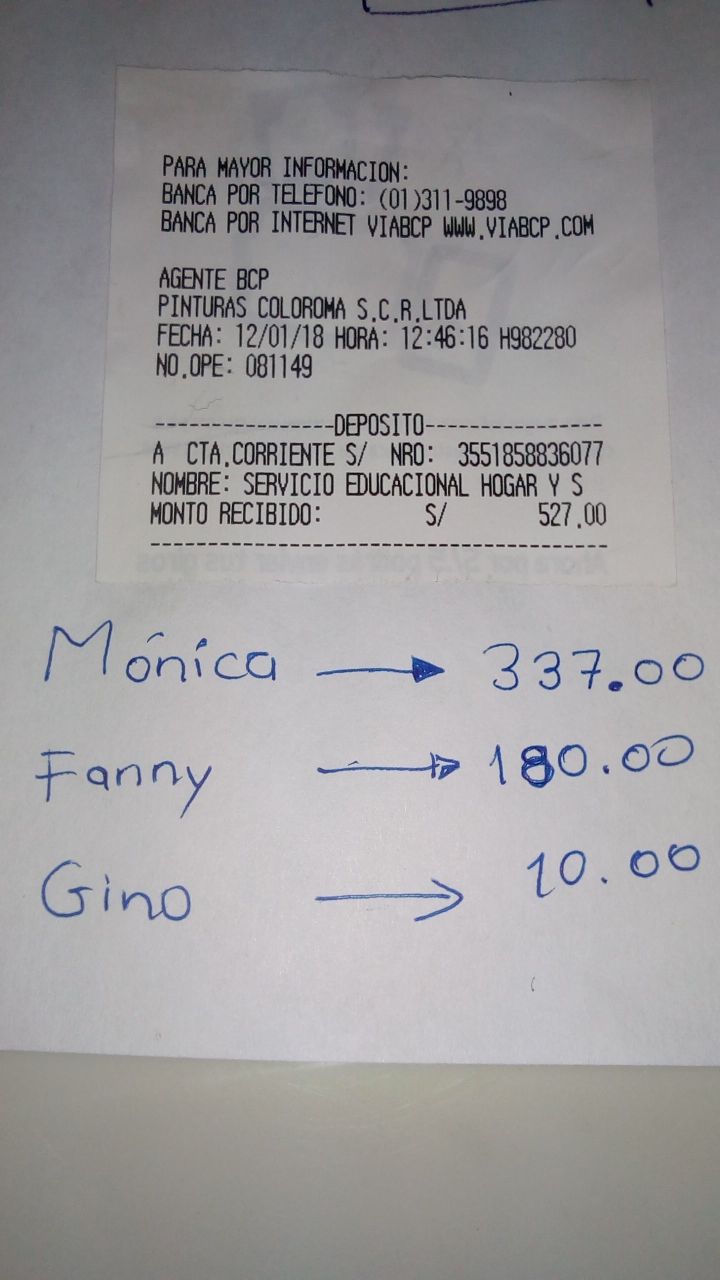 PARA MAYOR INFORMACION:
BANCA POR TELEFONO: (01)311-9898
BANCA POR INTERNET VIABCP WWW.VIABCP.COM
AGENTE BCP
PINTURAS COLOROMA S.C.R.LTDA
FECHA: 12/01/18 HORA: 12:46:16 H982280
NO.OPE: 081149
----------------DEPOSITO----------------
A CTA.CORRIENTE S/ NRO: 3551858836077
NOMBRE: SERVICIO EDUCACIONAL HOGAR Y S
MONTO RECIBIDO: S/ 527.00
----------------------------------------
Mónica → 337.00
Fanny → 180.00
Gino → 10.00